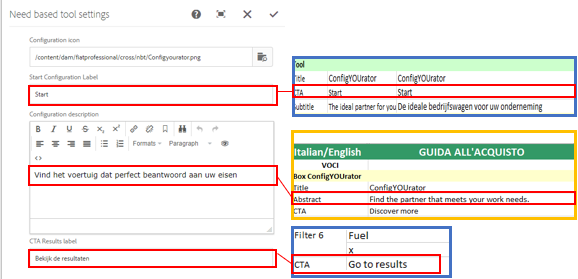 Need based tool settings
Configuration icon
/content/dam/fiatprofessional/cross/nbt/Configyourator.png
Start Configuration Label
Start
Configuration description
Formats
Paragraph
Vind het voertuig dat perfect beantwoord aan uw eisen
CTA Results label
Bekijk de resultaten
Tool
Title ConfigYOUrator ConfigYOUrator
CTA Start Start
Subtitle The ideal partner for you De ideale bedrijfswagen voor uw onderneming
Italian/English GUIDA ALL'ACQUISTO
VOCI
Box ConfigYOUrator
Title ConfigYOUrator
Abstract Find the partner that meets your work needs.
CTA Discover more
Filter 6 Fuel
x
CTA Go to results